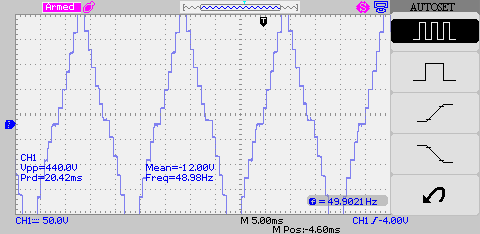 Armed
T
AUTOSET
CH1
Vpp=440.0V Mean=-12.00V
Prd=20.42ms Freq=48.98Hz
f = 49.9021Hz
CH1 50.0V M 5.00ms CH1 -4.00V
M Pos:-4.60ms